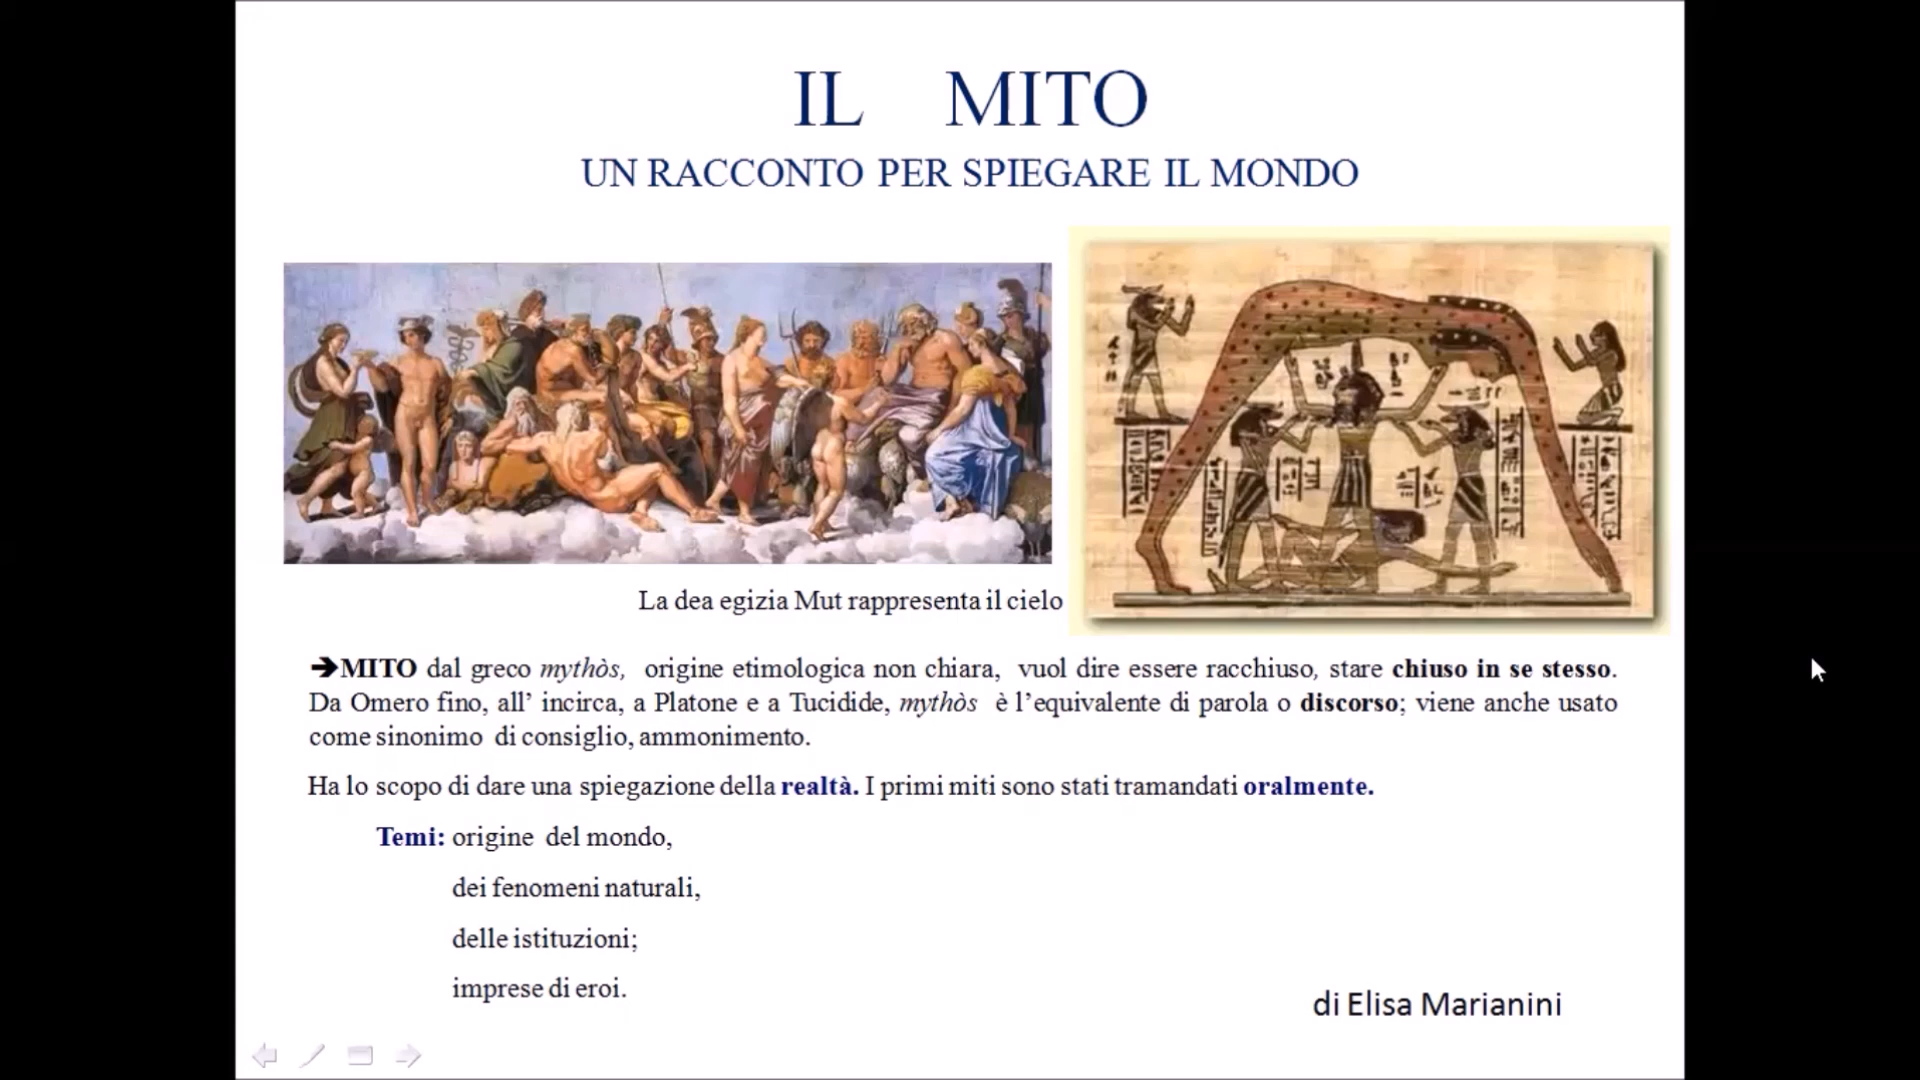 IL MITO
UN RACCONTO PER SPIEGARE IL MONDO
La dea egizia Mut rappresenta il cielo
➔MITO dal greco mythòs, origine etimologica non chiara, vuol dire essere racchiuso, stare chiuso in se stesso.
Da Omero fino, all’ incirca, a Platone e a Tucidide, mythòs è l’equivalente di parola o discorso; viene anche usato
come sinonimo di consiglio, ammonimento.
Ha lo scopo di dare una spiegazione della realtà. I primi miti sono stati tramandati oralmente.
Temi: origine del mondo,
dei fenomeni naturali,
delle istituzioni;
imprese di eroi.
di Elisa Marianini